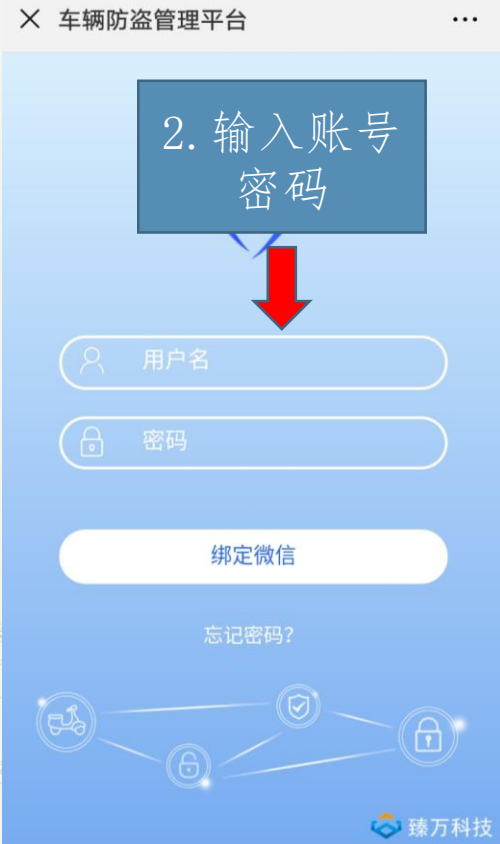 车辆防盗管理平台
2.输入账号
密码
用户名
密码
绑定微信
忘记密码?
臻万科技